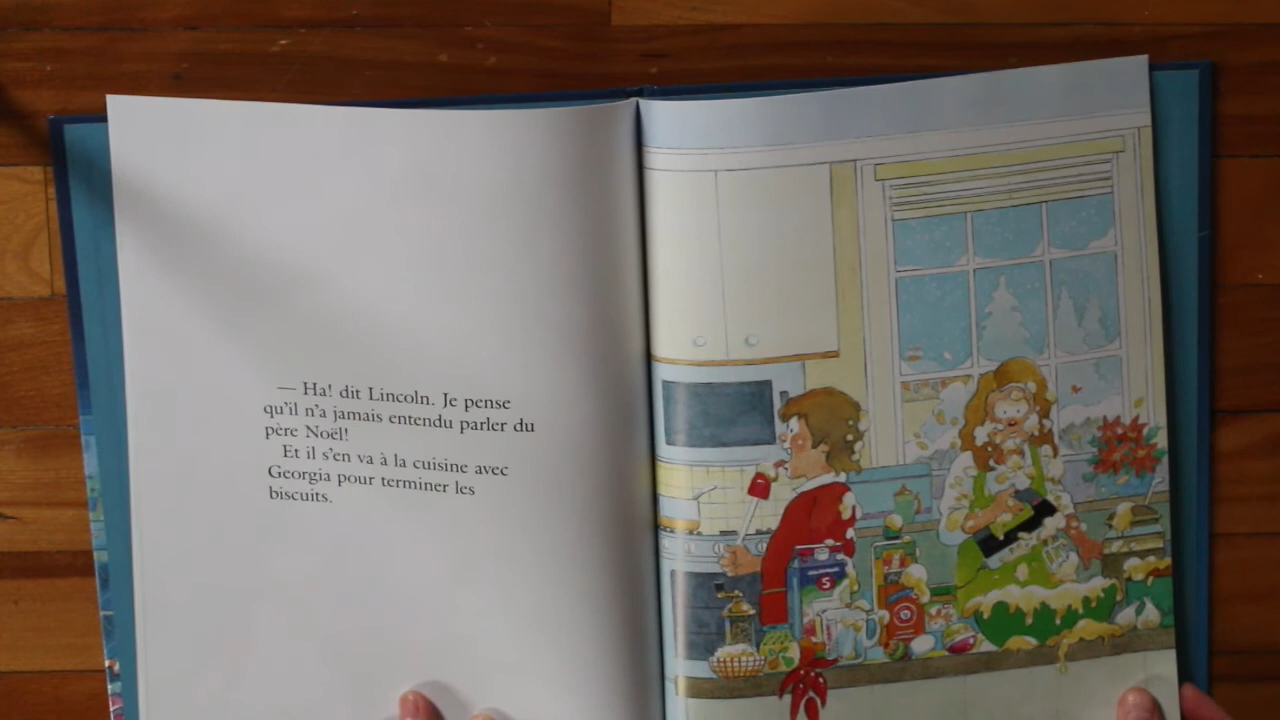 — Ha! dit Lincoln. Je pense
qu'il n'a jamais entendu parler du
père Noël!
Et il s'en va à la cuisine avec
Georgia pour terminer les
biscuits.